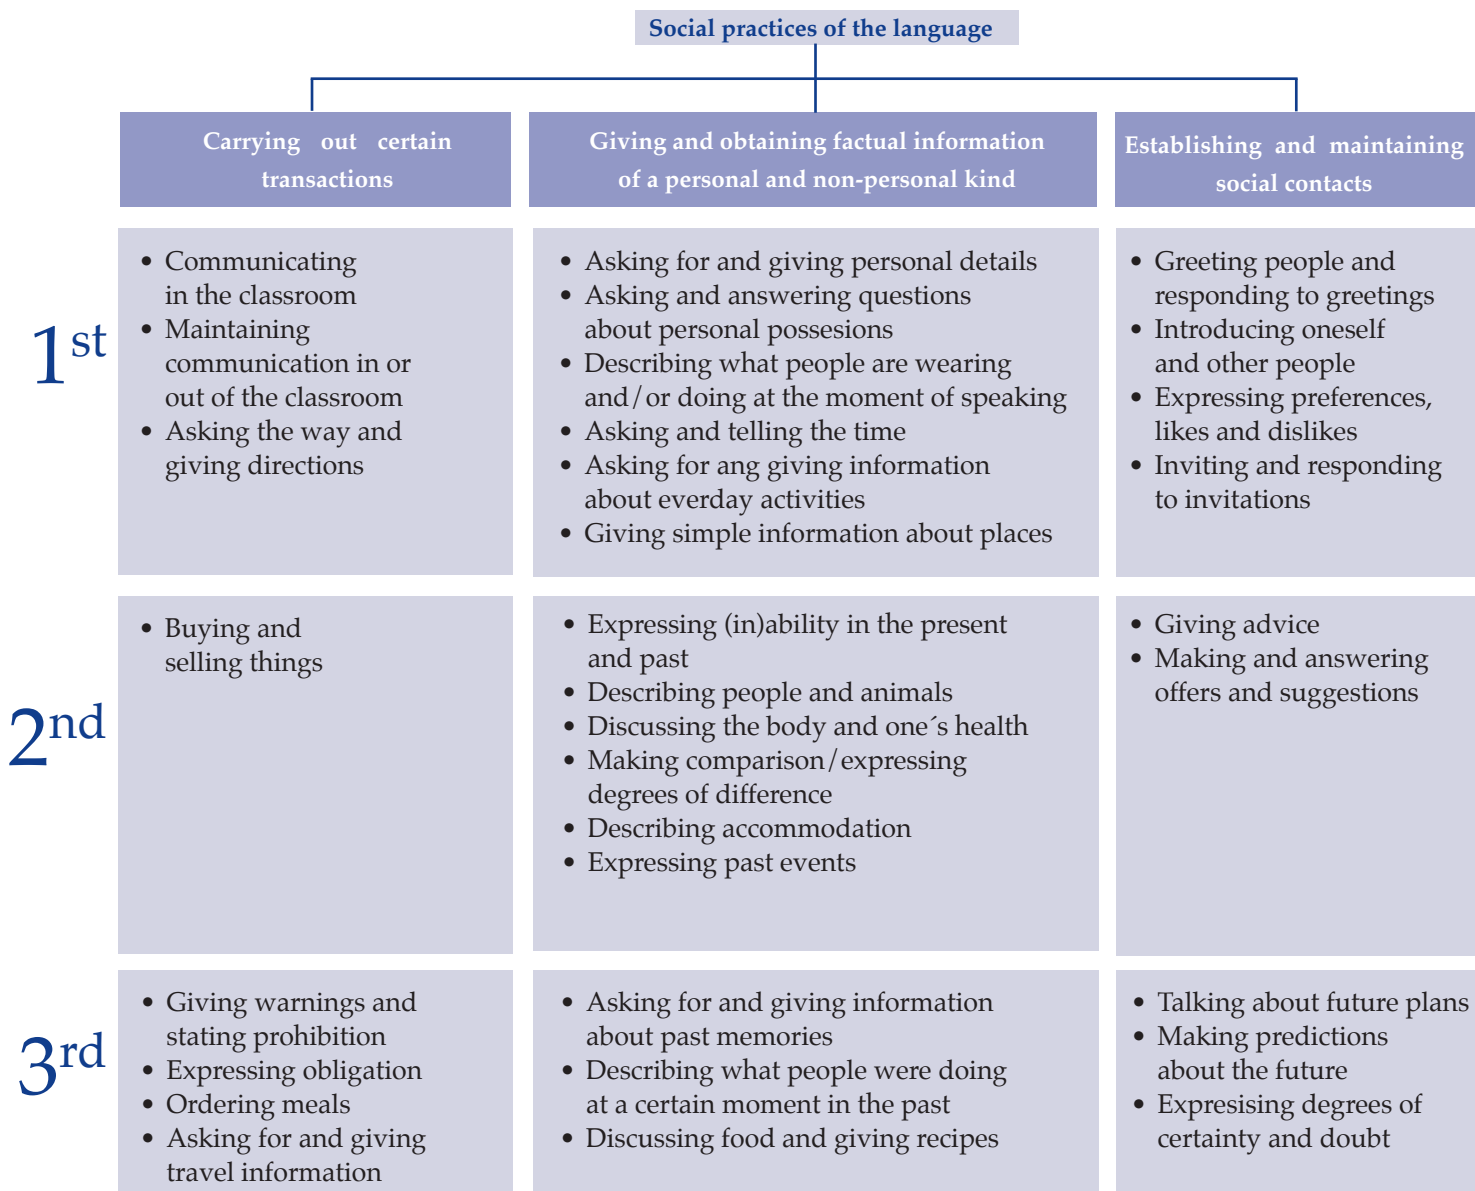 Social practices of the language
Carrying out certain
transactions
Giving and obtaining factual information
of a personal and non-personal kind
Establishing and maintaining
social contacts
1st
• Communicating
in the classroom
• Maintaining
communication in or
out of the classroom
• Asking the way and
giving directions
• Asking for and giving personal details
• Asking and answering questions
about personal possesions
• Describing what people are wearing
and/or doing at the moment of speaking
• Asking and telling the time
• Asking for ang giving information
about everday activities
• Giving simple information about places
• Greeting people and
responding to greetings
• Introducing oneself
and other people
• Expressing preferences,
likes and dislikes
• Inviting and responding
to invitations
2nd
• Buying and
selling things
• Expressing (in)ability in the present
and past
• Describing people and animals
• Discussing the body and one´s health
• Making comparison/expressing
degrees of difference
• Describing accommodation
• Expressing past events
• Giving advice
• Making and answering
offers and suggestions
3rd
• Giving warnings and
stating prohibition
• Expressing obligation
• Ordering meals
• Asking for and giving
travel information
• Asking for and giving information
about past memories
• Describing what people were doing
at a certain moment in the past
• Discussing food and giving recipes
• Talking about future plans
• Making predictions
about the future
• Expresising degrees of
certainty and doubt